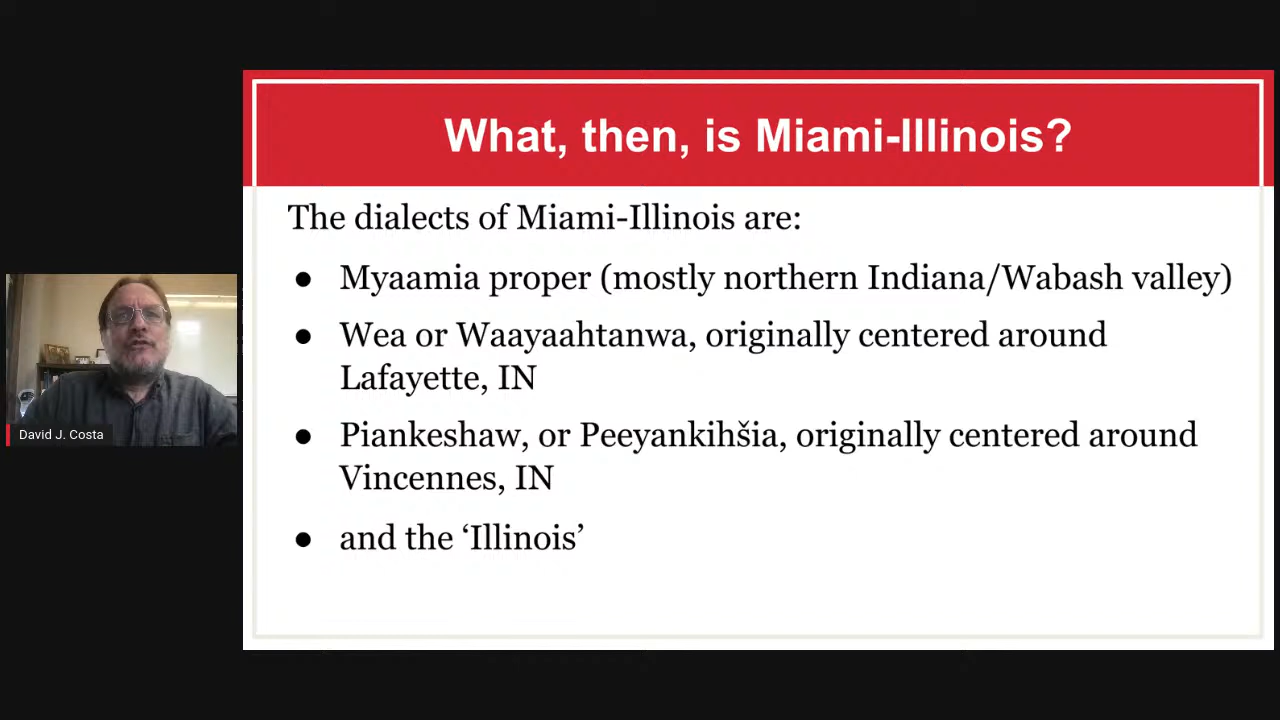 What, then, is Miami-Illinois?
The dialects of Miami-Illinois are:
● Myaamia proper (mostly northern Indiana/Wabash valley)
● Wea or Waayaahtanwa, originally centered around
Lafayette, IN
● Piankeshaw, or Peeyankihšia, originally centered around
Vincennes, IN
● and the ‘Illinois’
David J. Costa